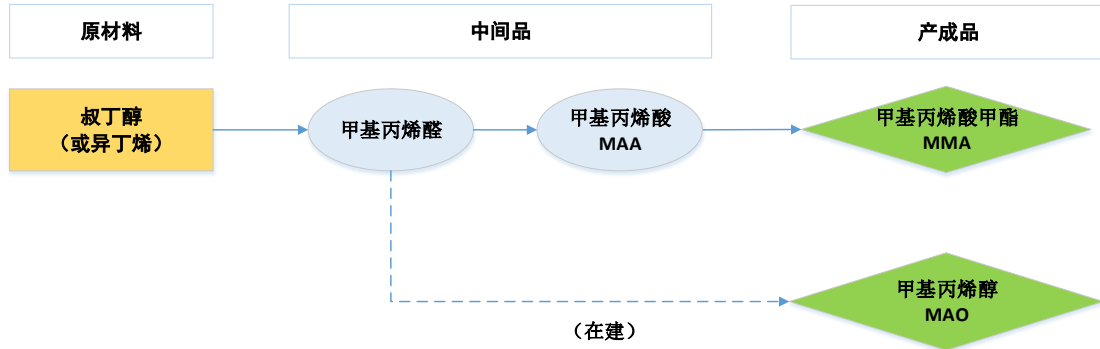 原材料
中间品
产成品
叔丁醇
（或异丁烯）
甲基丙烯醛
甲基丙烯酸
MAA
甲基丙烯酸甲酯
MMA
甲基丙烯醇
MAO
（在建）